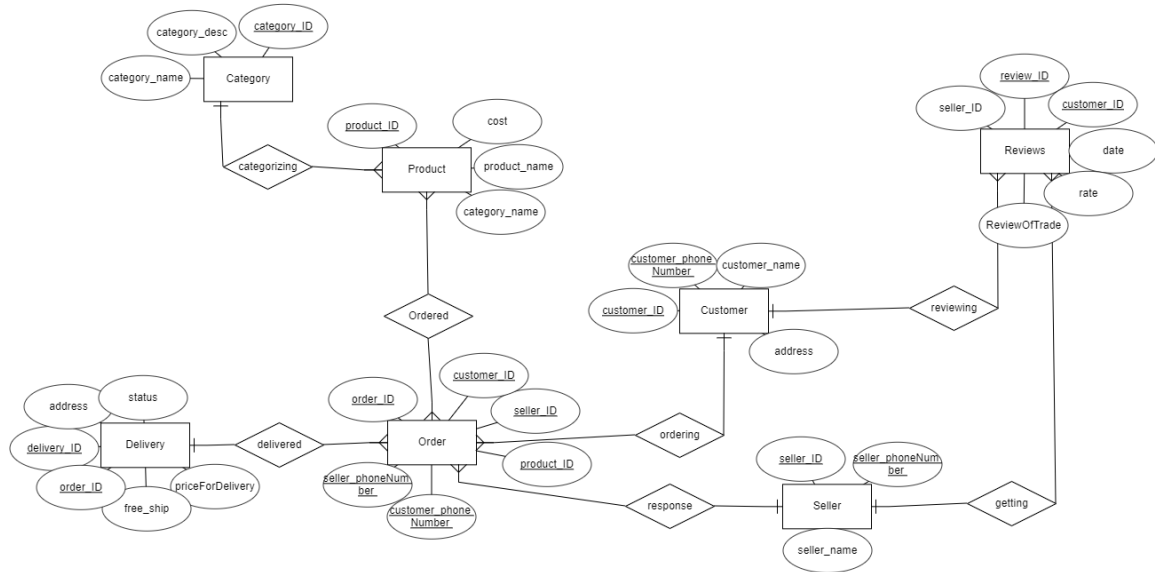 category_desc
category_ID
category_name
Category
categorizing
product_ID
cost
Product
product_name
category_name
review_ID
seller_ID
customer_ID
Reviews
date
rate
ReviewOfTrade
customer_phone
Number
customer_name
customer_ID
Customer
address
reviewing
Ordered
customer_ID
order_ID
seller_ID
Order
product_ID
seller_phoneNum
ber
customer_phone
Number
ordering
status
address
Delivery
delivered
delivery_ID
order_ID
priceForDelivery
free_ship
response
seller_ID
seller_phoneNum
ber
Seller
seller_name
getting